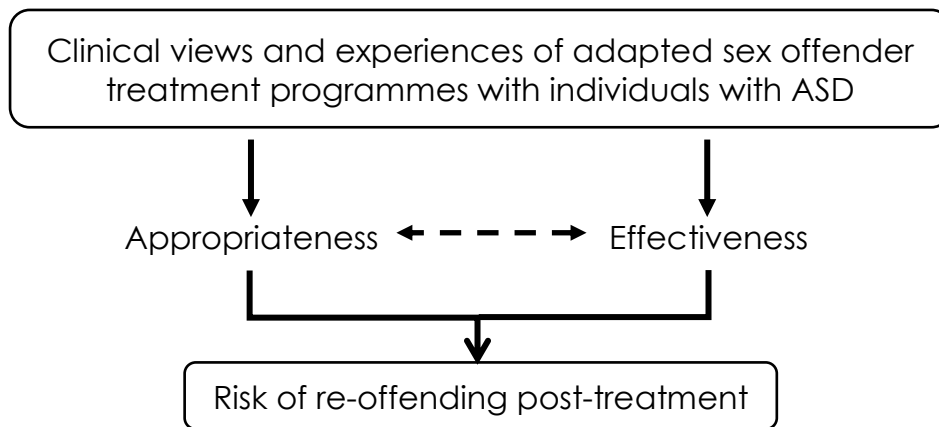 Clinical views and experiences of adapted sex offender
treatment programmes with individuals with ASD
Appropriateness
Effectiveness
Risk of re-offending post-treatment